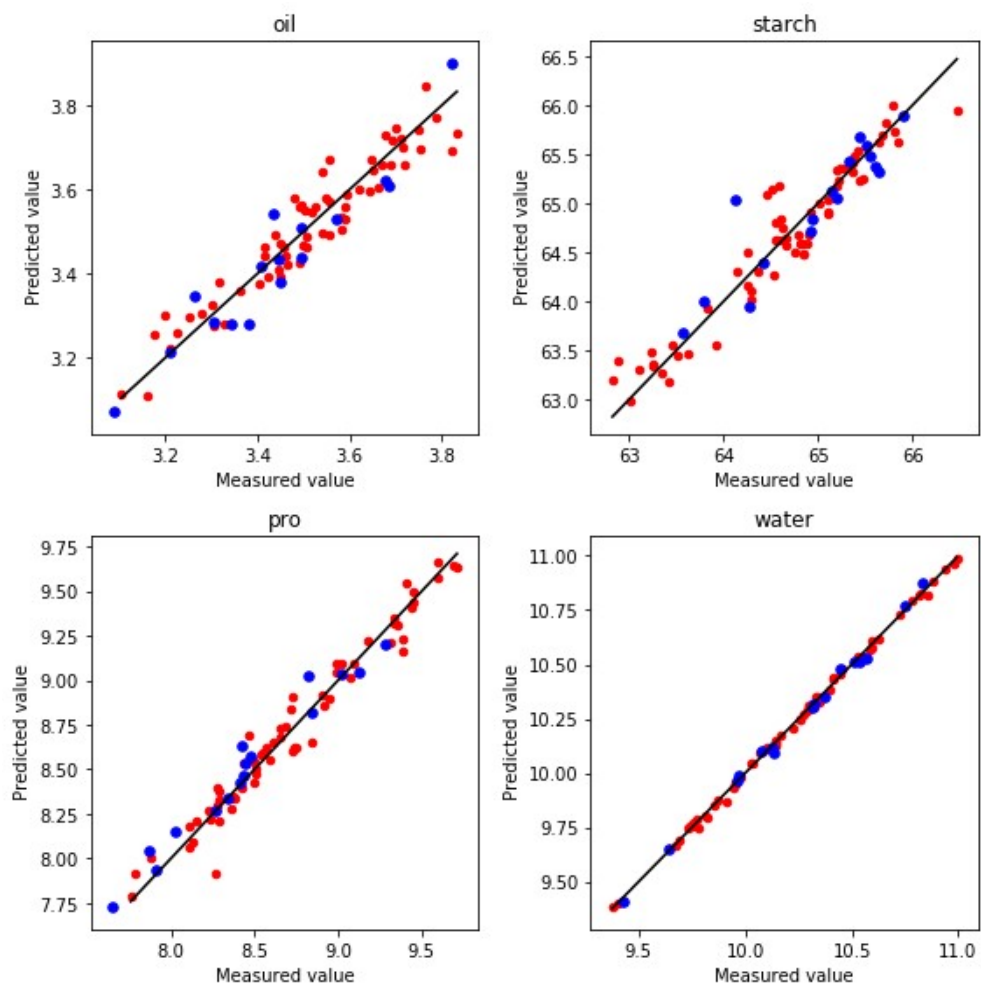 oil
Predicted value
3.8
3.6
3.4
3.2
3.2 3.4 3.6 3.8
Measured value
starch
Predicted value
66.5
66.0
65.5
65.0
64.5
64.0
63.5
63.0
63 64 65 66
Measured value
pro
Predicted value
9.75
9.50
9.25
9.00
8.75
8.50
8.25
8.00
7.75
8.0 8.5 9.0 9.5
Measured value
water
Predicted value
11.00
10.75
10.50
10.25
10.00
9.75
9.50
9.5 10.0 10.5 11.0
Measured value